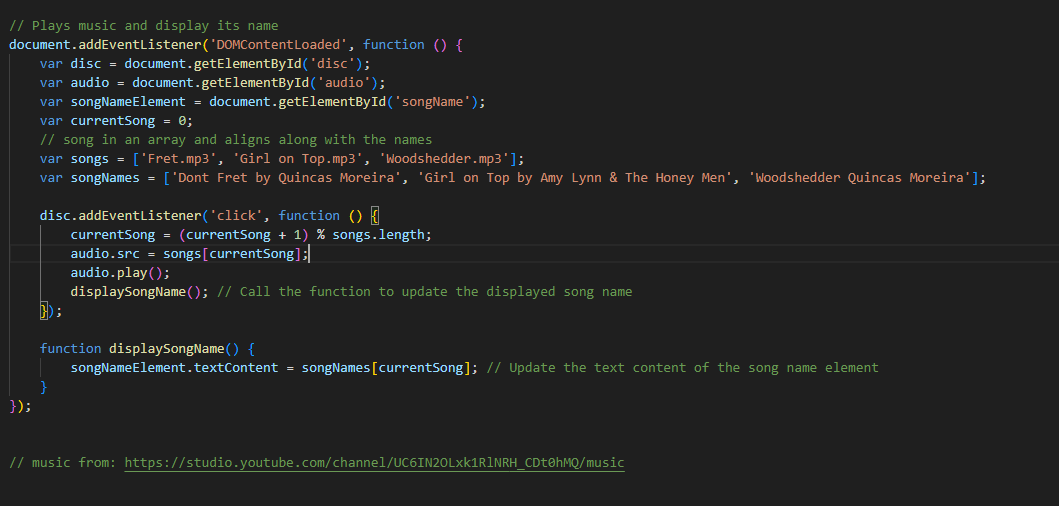 // Plays music and display its name
document.addEventListener('DOMContentLoaded', function () {
    var disc = document.getElementById('disc');
    var audio = document.getElementById('audio');
    var songNameElement = document.getElementById('songName');
    var currentSong = 0;
    // song in an array and aligns along with the names
    var songs = ['Fret.mp3', 'Girl on Top.mp3', 'Woodshedder.mp3'];
    var songNames = ['Dont Fret by Quincas Moreira', 'Girl on Top by Amy Lynn & The Honey Men', 'Woodshedder Quincas Moreira'];

    disc.addEventListener('click', function () {
        currentSong = (currentSong + 1) % songs.length;
        audio.src = songs[currentSong];
        audio.play();
        displaySongName(); // Call the function to update the displayed song name
    });

    function displaySongName() {
        songNameElement.textContent = songNames[currentSong]; // Update the text content of the song name element
    }
});

// music from: https://studio.youtube.com/channel/UC6IN2OLxk1RlNRH_CDt0hMQ/music